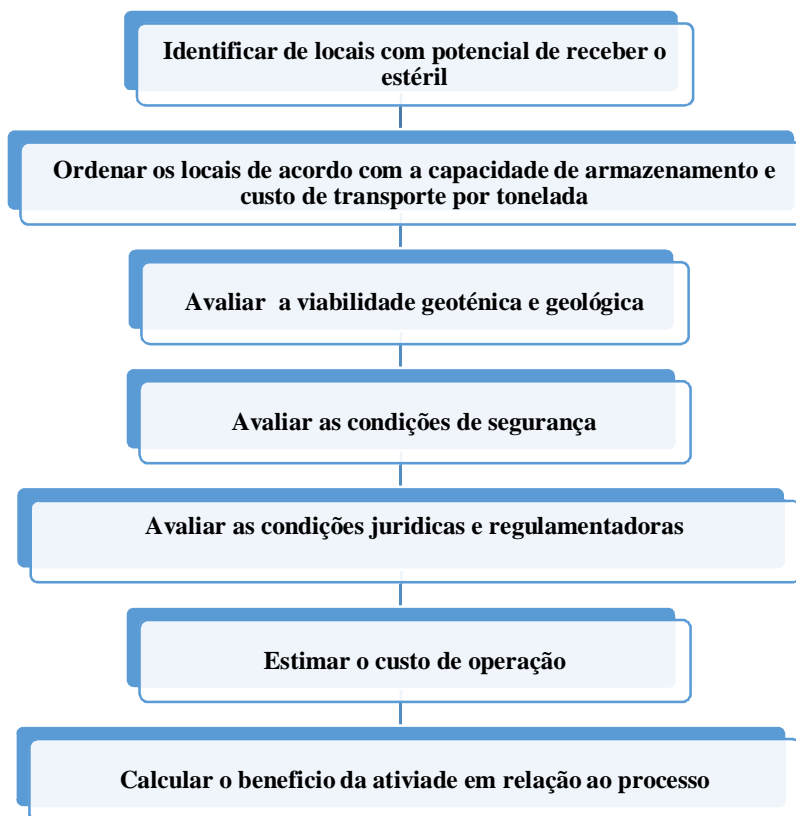 Identificar de locais com potencial de receber o
estéril
Ordenar os locais de acordo com a capacidade de armazenamento e
custo de transporte por tonelada
Avaliar a viabilidade geoténica e geológica
Avaliar as condições de segurança
Avaliar as condições juridicas e regulamentadoras
Estimar o custo de operação
Calcular o beneficio da ativiade em relação ao processo